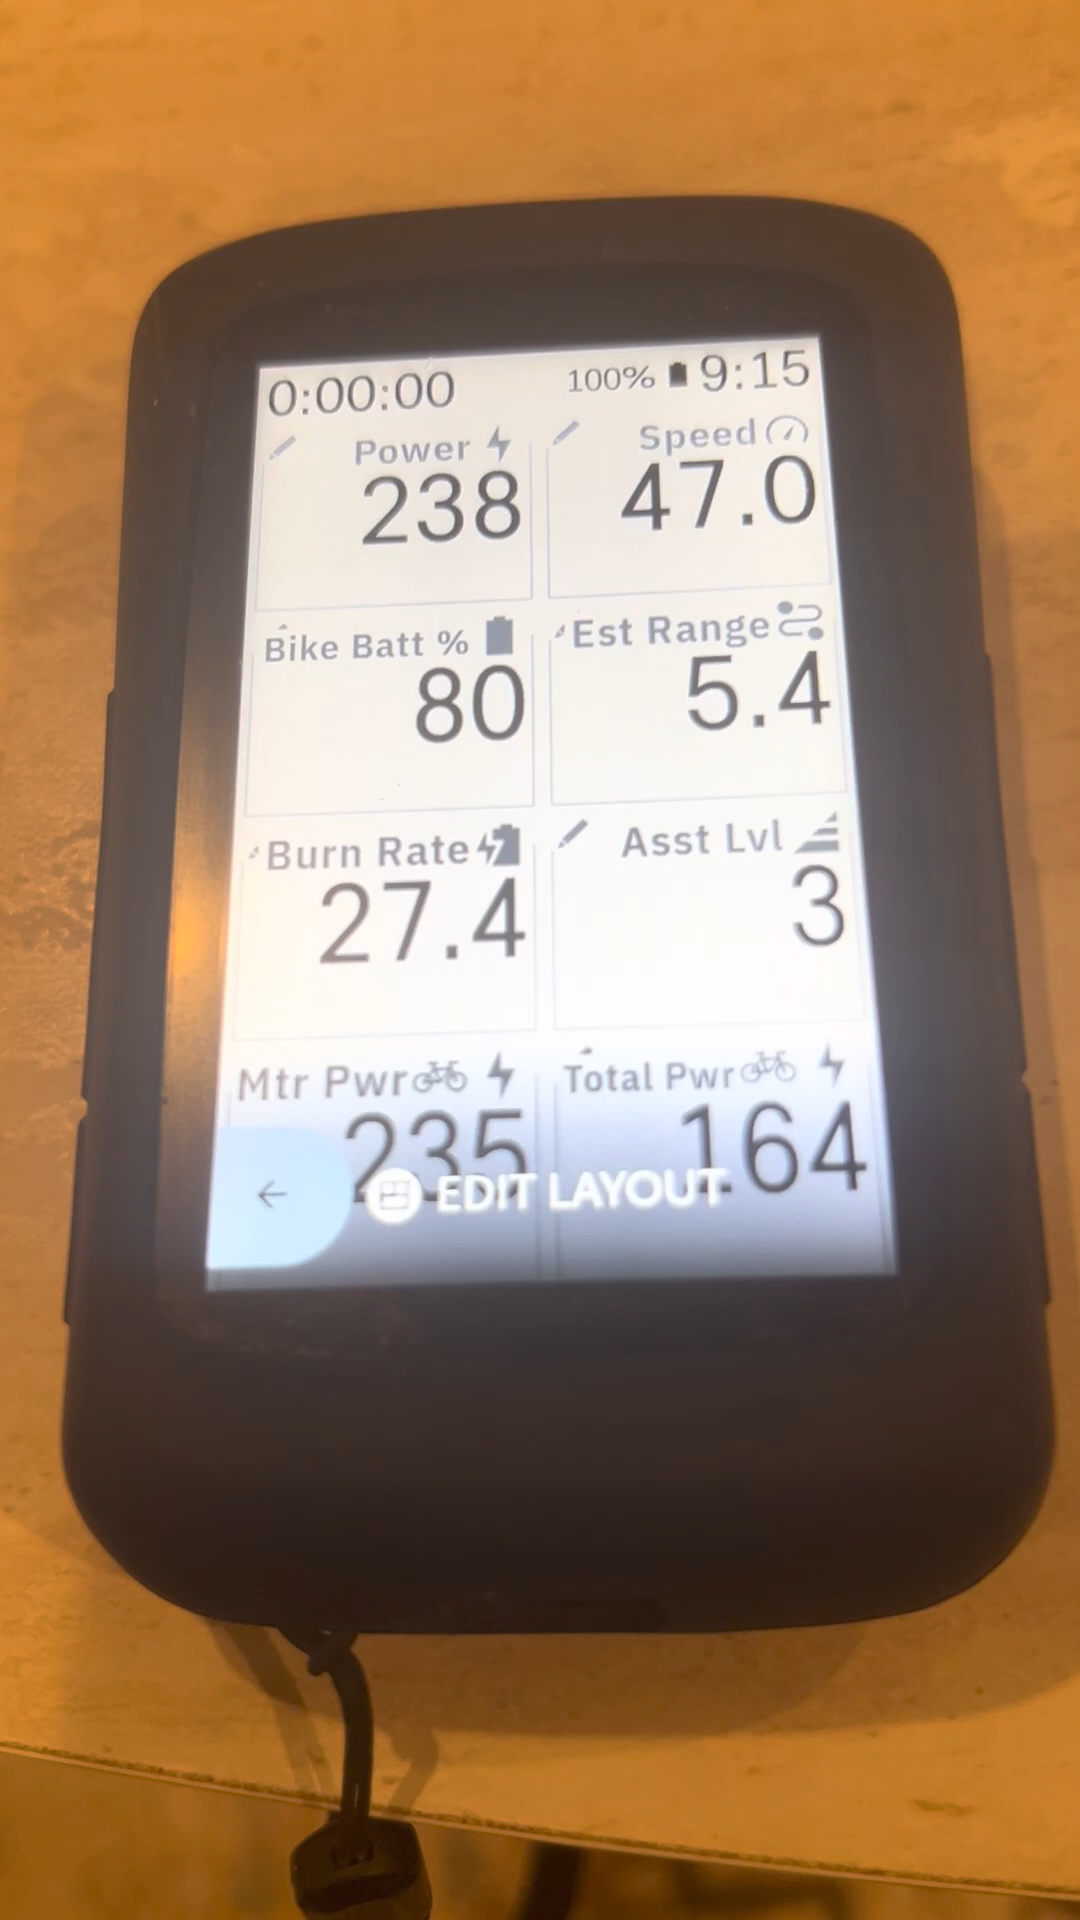 0:00:00 100% 9:15
Power Speed
238 47.0
Bike Batt % Est Range
80 5.4
Burn Rate Asst Lvl
27.4 3
Mtr Pwr Total Pwr
235 164
← EDIT LAYOUT